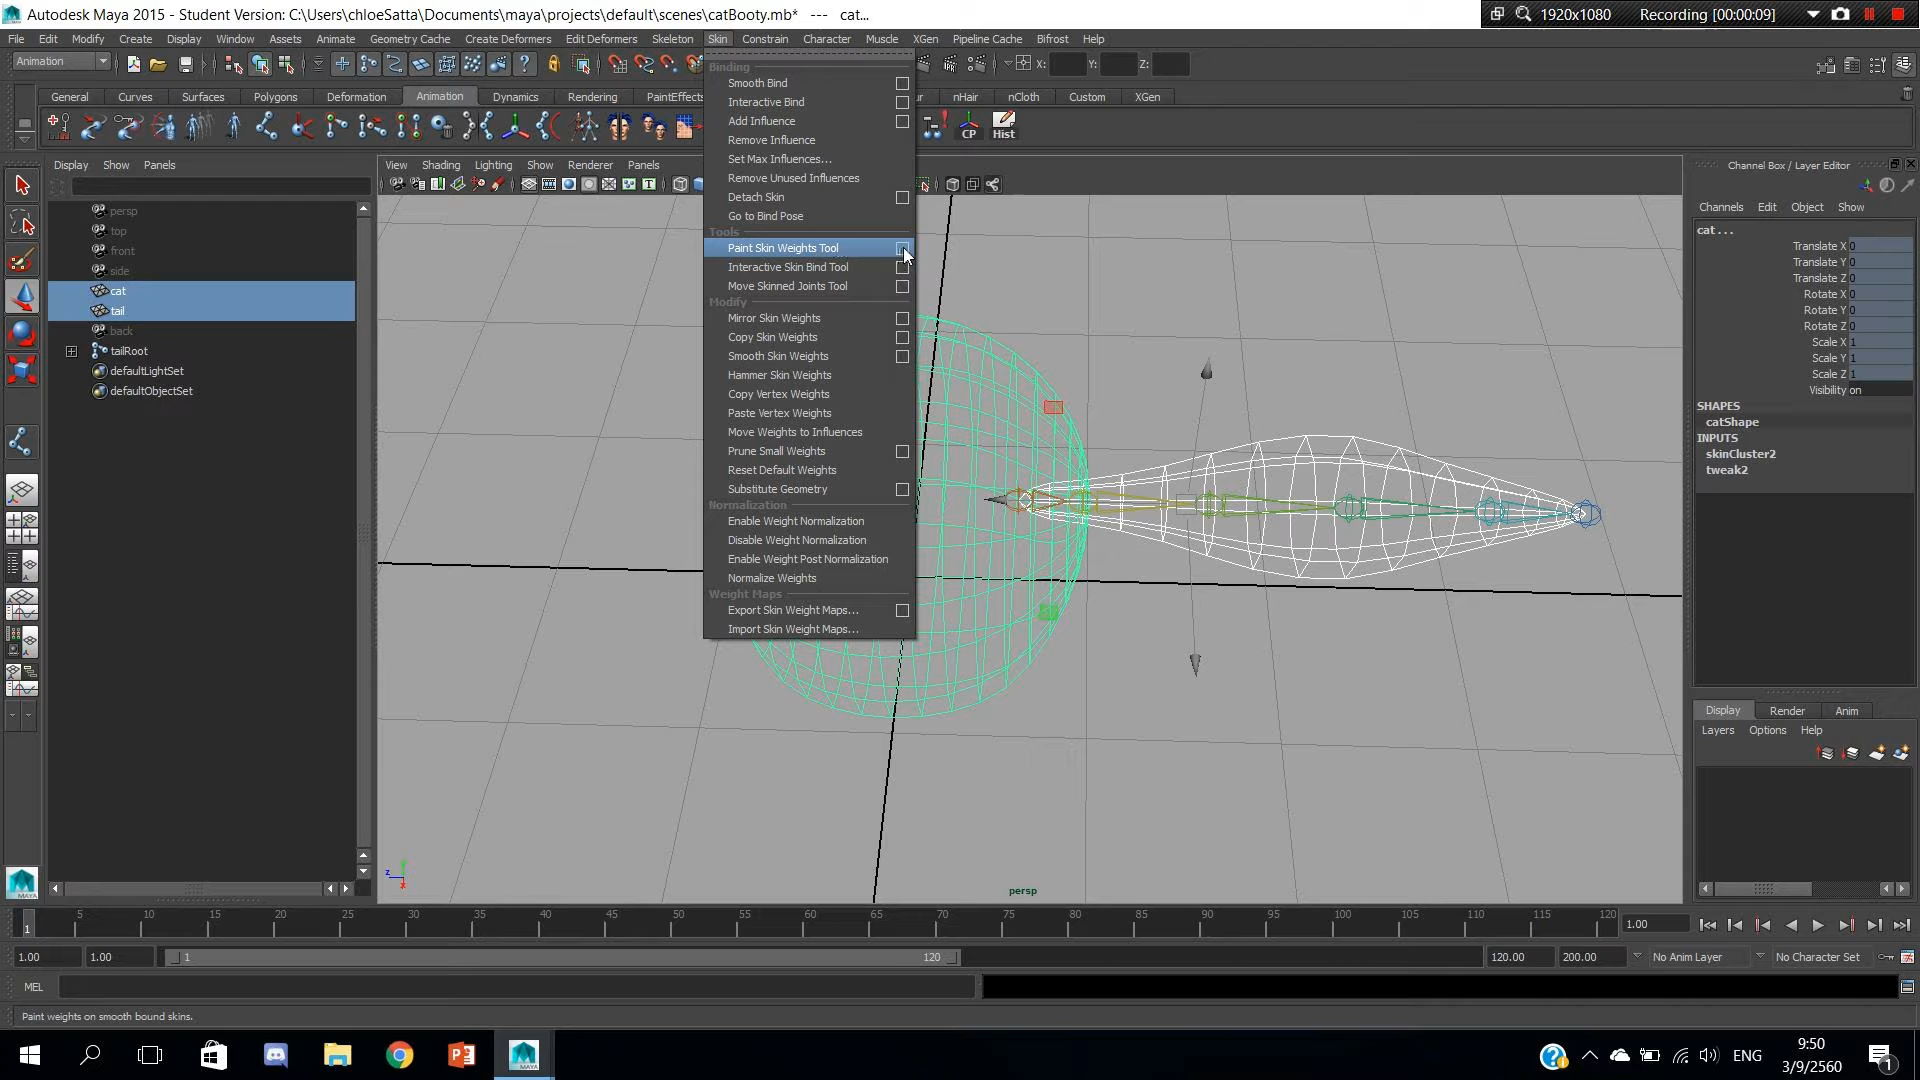 Autodesk Maya 2015 - Student Version: C:\Users\chloeSatta\Documents\maya\projects\default\scenes\catBooty.mb* --- cat...
1920x1080 Recording [00:00:09]
File Edit Modify Create Display Window Assets Animate Geometry Cache Create Deformers Edit Deformers Skeleton Skin Constrain Character Muscle XGen Pipeline Cache Bifrost Help
Animation
X: Y: Z:
General Curves Surfaces Polygons Deformation Animation Dynamics Rendering PaintEffects nHair nCloth Custom XGen
CP Hist
Display Show Panels
View Shading Lighting Show Renderer Panels
persp
top
front
side
cat
tail
back
tailRoot
defaultLightSet
defaultObjectSet
Binding
Smooth Bind
Interactive Bind
Add Influence
Remove Influence
Set Max Influences...
Remove Unused Influences
Detach Skin
Go to Bind Pose
Tools
Paint Skin Weights Tool
Interactive Skin Bind Tool
Move Skinned Joints Tool
Modify
Mirror Skin Weights
Copy Skin Weights
Smooth Skin Weights
Hammer Skin Weights
Copy Vertex Weights
Paste Vertex Weights
Move Weights to Influences
Prune Small Weights
Reset Default Weights
Substitute Geometry
Normalization
Enable Weight Normalization
Disable Weight Normalization
Enable Weight Post Normalization
Normalize Weights
Weight Maps
Export Skin Weight Maps...
Import Skin Weight Maps...
persp
Channel Box / Layer Editor
Channels Edit Object Show
cat . . .
Translate X 0
Translate Y 0
Translate Z 0
Rotate X 0
Rotate Y 0
Rotate Z 0
Scale X 1
Scale Y 1
Scale Z 1
Visibility on
SHAPES
catShape
INPUTS
skinCluster2
tweak2
Display Render Anim
Layers Options Help
1 5 10 15 20 25 30 35 40 45 50 55 60 65 70 75 80 85 90 95 100 105 110 115 120 1.00
1.00 1.00 1 120 120.00 200.00 No Anim Layer No Character Set
MEL
Paint weights on smooth bound skins.
ENG
9:50
3/9/2560
1